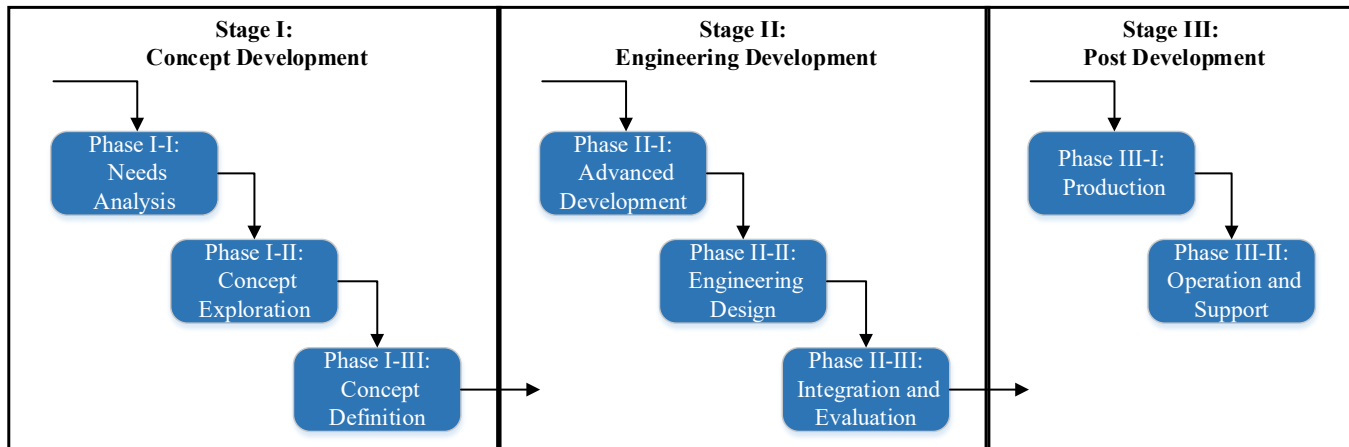 Stage I:
Concept Development
Phase I-I:
Needs
Analysis
Phase I-II:
Concept
Exploration
Phase I-III:
Concept
Definition
Stage II:
Engineering Development
Phase II-I:
Advanced
Development
Phase II-II:
Engineering
Design
Phase II-III:
Integration and
Evaluation
Stage III:
Post Development
Phase III-I:
Production
Phase III-II:
Operation and
Support